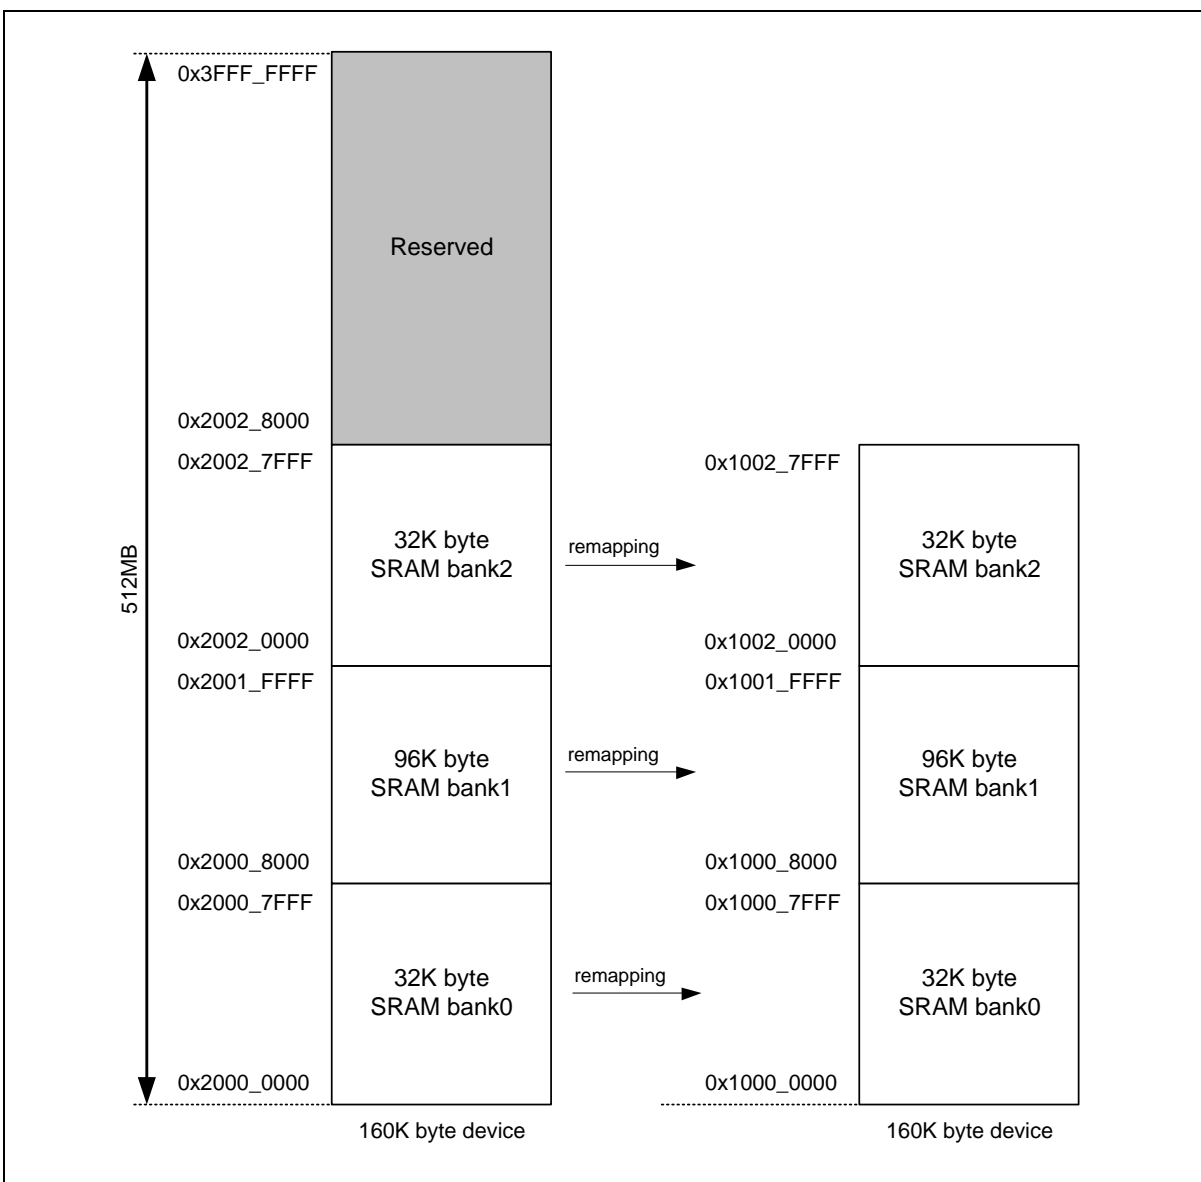 0x3FFF_FFFF
Reserved
0x2002_8000
0x2002_7FFF
0x1002_7FFF
32K byte
SRAM bank2
remapping
32K byte
SRAM bank2
512MB
0x2002_0000
0x1002_0000
0x2001_FFFF
0x1001_FFFF
96K byte
SRAM bank1
remapping
96K byte
SRAM bank1
0x2000_8000
0x1000_8000
0x2000_7FFF
0x1000_7FFF
32K byte
SRAM bank0
remapping
32K byte
SRAM bank0
0x2000_0000
0x1000_0000
160K byte device
160K byte device